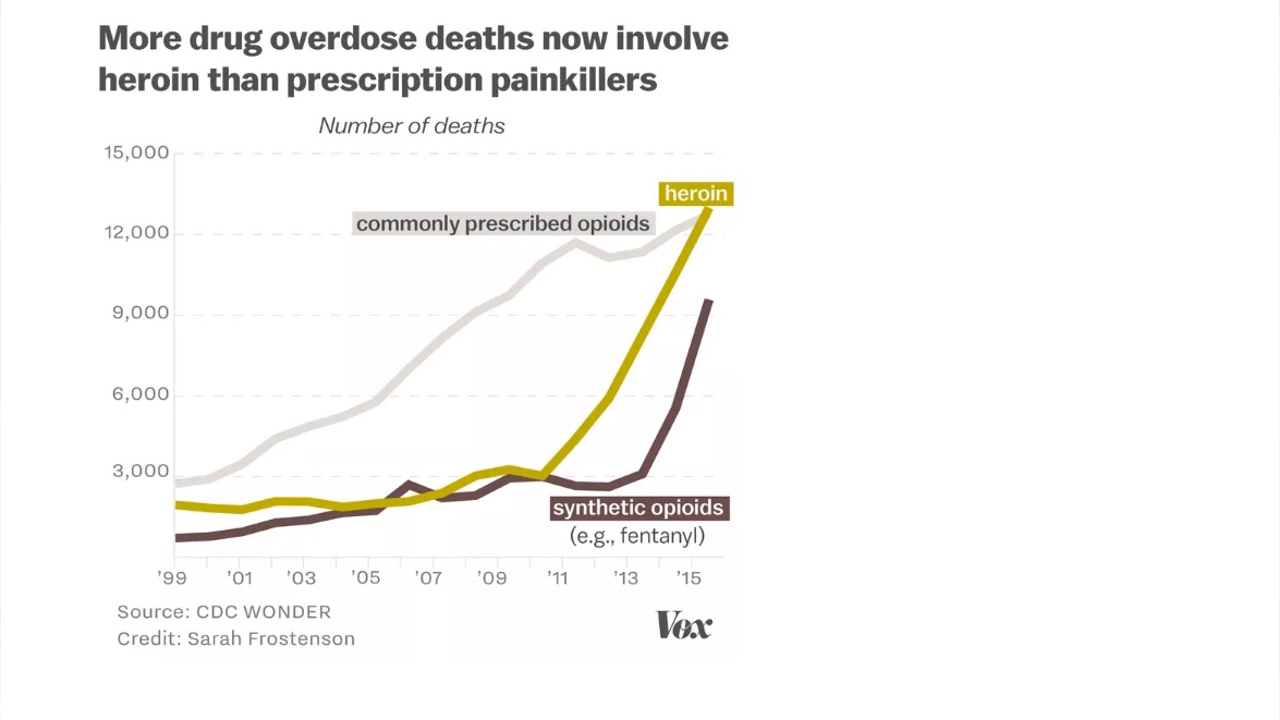 More drug overdose deaths now involve
heroin than prescription painkillers
Number of deaths
15,000
heroin
commonly prescribed opioids
12,000
9,000
6,000
3,000
synthetic opioids
(e.g., fentanyl)
’99 ’01 ’03 ’05 ’07 ’09 ’11 ’13 ’15
Source: CDC WONDER
Credit: Sarah Frostenson
Vox